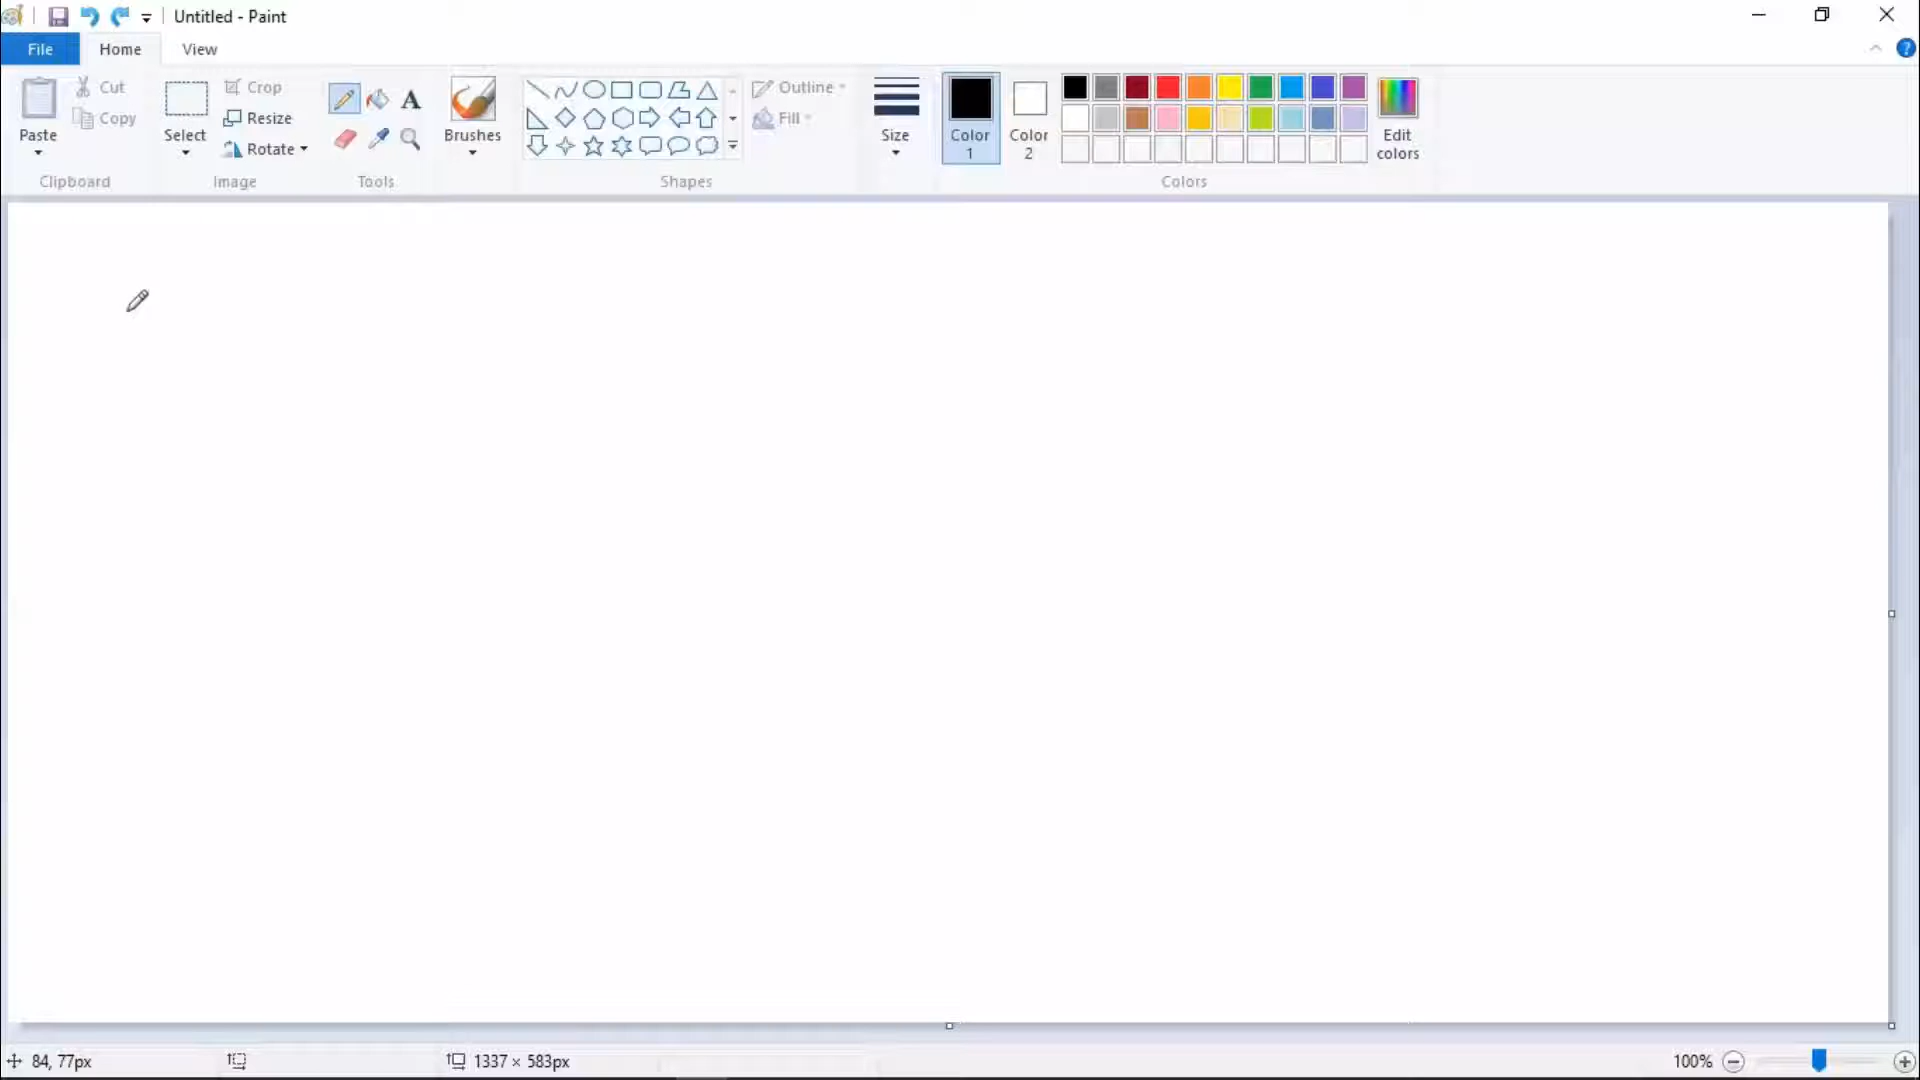 Untitled - Paint
File Home View
Paste Cut Copy Clipboard
Select Crop Resize Rotate Image
A Tools
Brushes
Shapes Outline Fill
Size
Color 1 Color 2 Edit colors Colors
?
84, 77px 1337 × 583px 100%